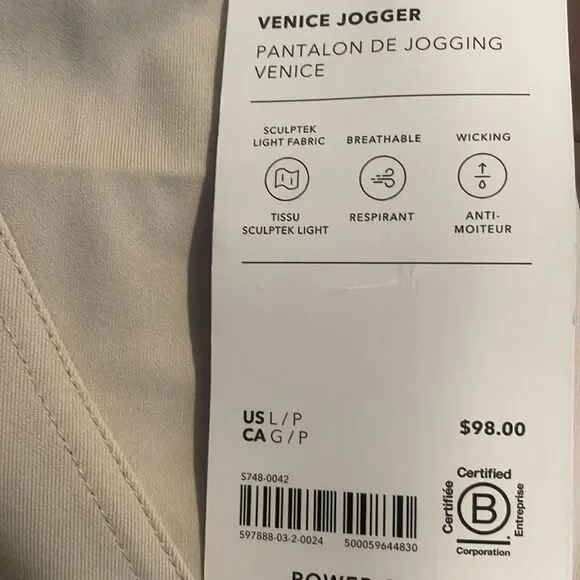 VENICE JOGGER
PANTALON DE JOGGING
VENICE
SCULPTEK
LIGHT FABRIC
BREATHABLE
WICKING
TISSU
SCULPTEK LIGHT
RESPIRANT
ANTI-
MOITEUR
US L / P
CA G / P
$98.00
S748-0042
597888-03-2-0024 500059644830
Certified
Certifiée
B
Entreprise
Corporation